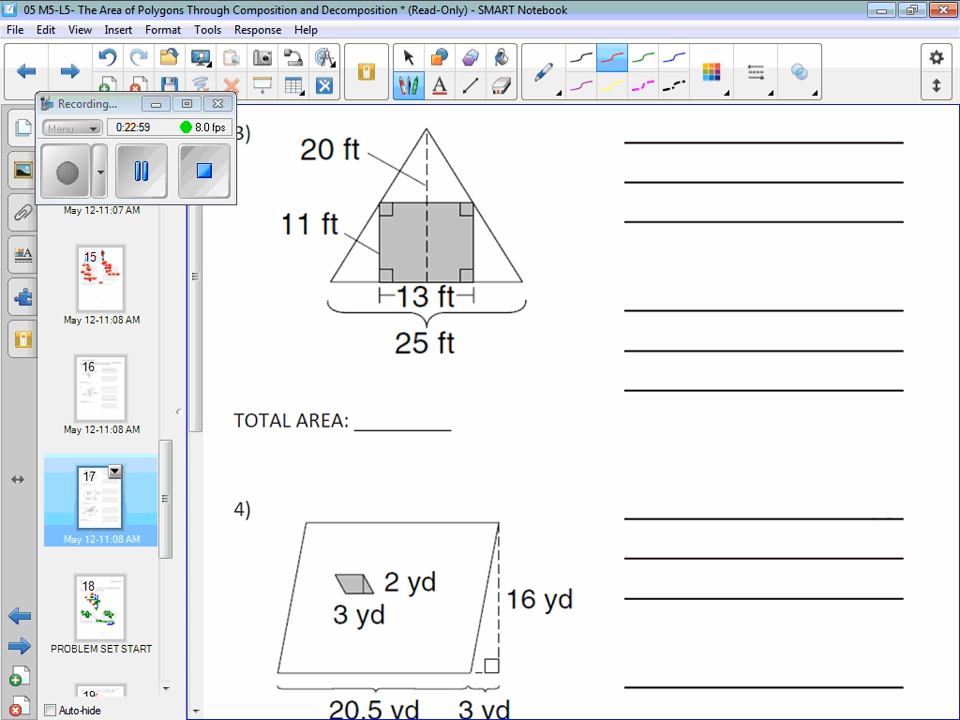 05 M5-L5- The Area of Polygons Through Composition and Decomposition * (Read-Only) - SMART Notebook
File Edit View Insert Format Tools Response Help
Recording...
Menu 0:22:59 8.0 fps
May 12-11:07 AM
15
May 12-11:08 AM
16
May 12-11:08 AM
17
May 12-11:08 AM
18
PROBLEM SET START
19
Auto-hide
3)
20 ft
11 ft
13 ft
25 ft
TOTAL AREA: __________
4)
2 yd
3 yd
16 yd
20.5 yd 3 yd